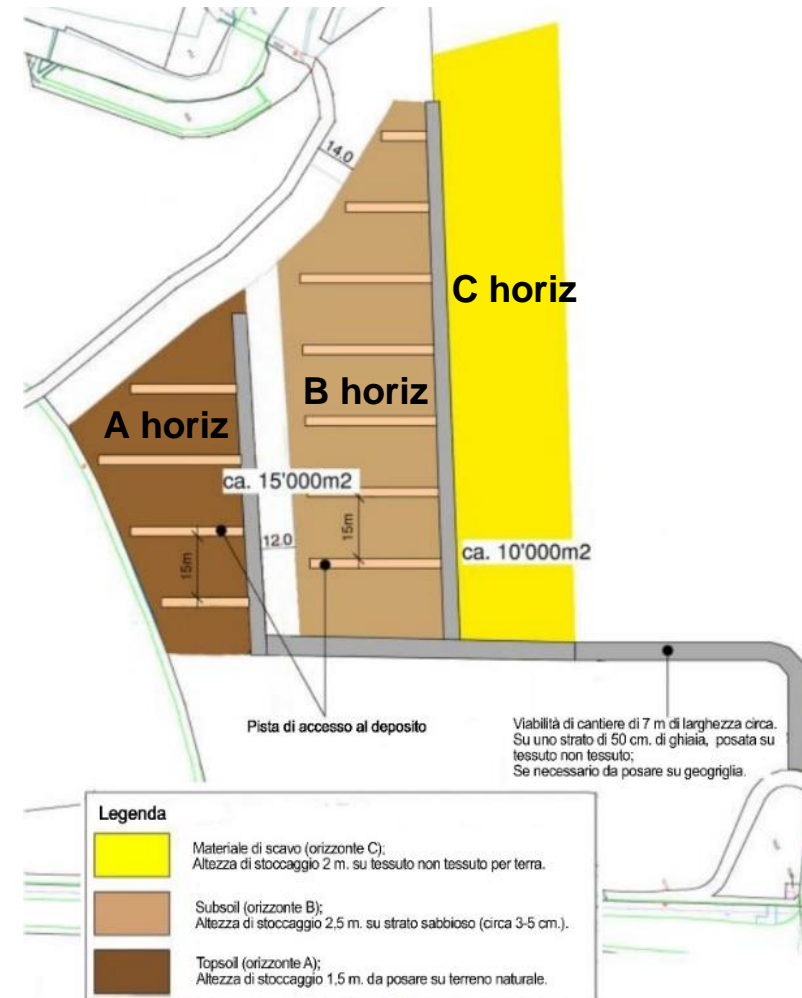 14.0
C horiz
B horiz
A horiz
ca. 15'000m2
15m
12.0
ca. 10'000m2
15m
Pista di accesso al deposito
Viabilità di cantiere di 7 m di larghezza circa.
Su uno strato di 50 cm. di ghiaia, posata su
tessuto non tessuto;
Se necessario da posare su geogriglia.
Legenda
Materiale di scavo (orizzonte C);
Altezza di stoccaggio 2 m. su tessuto non tessuto per terra.
Subsoil (orizzonte B);
Altezza di stoccaggio 2,5 m. su strato sabbioso (circa 3-5 cm.).
Topsoil (orizzonte A);
Altezza di stoccaggio 1,5 m. da posare su terreno naturale.